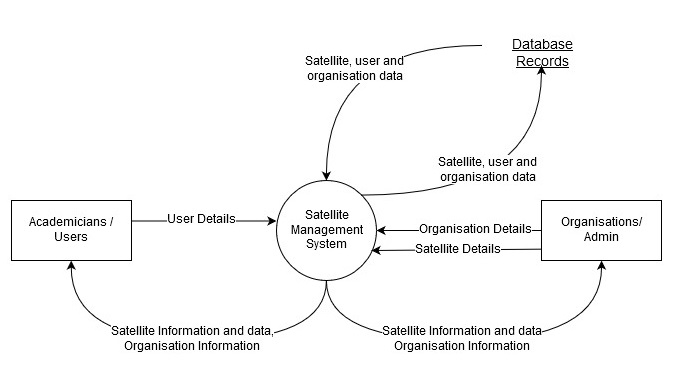 Database
Records
Satellite, user and
organisation data
Satellite, user and
organisation data
Academicians /
Users
User Details
Satellite
Management
System
Organisation Details
Satellite Details
Organisations/
Admin
Satellite Information and data,
Organisation Information
Satellite Information and data
Organisation Information